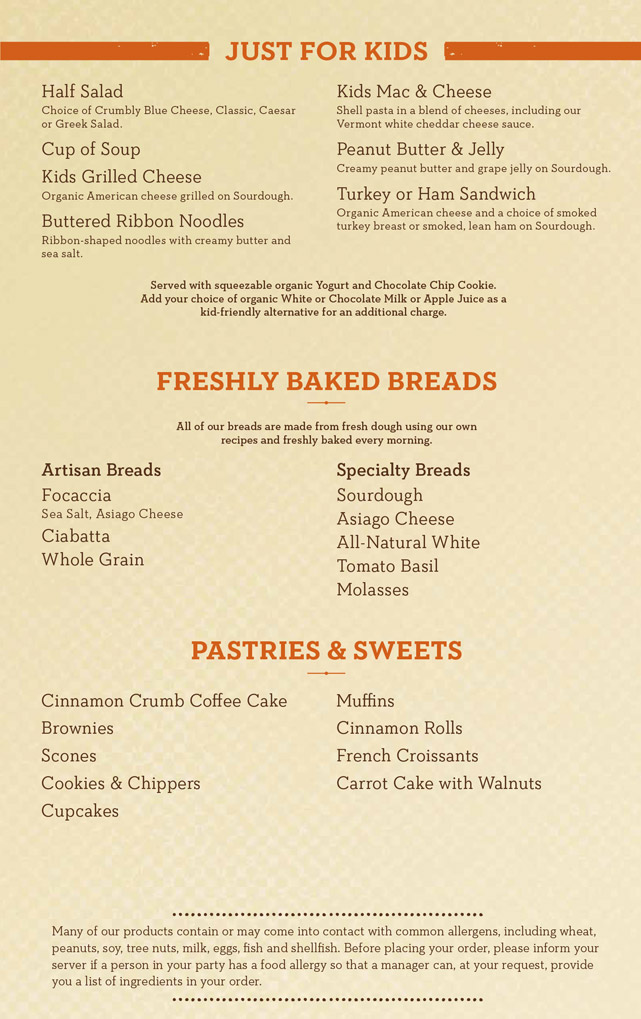 JUST FOR KIDS
Half Salad
Choice of Crumbly Blue Cheese, Classic, Caesar
or Greek Salad.
Cup of Soup
Kids Grilled Cheese
Organic American cheese grilled on Sourdough.
Buttered Ribbon Noodles
Ribbon-shaped noodles with creamy butter and
sea salt.
Kids Mac & Cheese
Shell pasta in a blend of cheeses, including our
Vermont white cheddar cheese sauce.
Peanut Butter & Jelly
Creamy peanut butter and grape jelly on Sourdough.
Turkey or Ham Sandwich
Organic American cheese and a choice of smoked
turkey breast or smoked, lean ham on Sourdough.
Served with squeezable organic Yogurt and Chocolate Chip Cookie.
Add your choice of organic White or Chocolate Milk or Apple Juice as a
kid-friendly alternative for an additional charge.
FRESHLY BAKED BREADS
All of our breads are made from fresh dough using our own
recipes and freshly baked every morning.
Artisan Breads
Focaccia
Sea Salt, Asiago Cheese
Ciabatta
Whole Grain
Specialty Breads
Sourdough
Asiago Cheese
All-Natural White
Tomato Basil
Molasses
PASTRIES & SWEETS
Cinnamon Crumb Coffee Cake
Brownies
Scones
Cookies & Chippers
Cupcakes
Muffins
Cinnamon Rolls
French Croissants
Carrot Cake with Walnuts
Many of our products contain or may come into contact with common allergens, including wheat,
peanuts, soy, tree nuts, milk, eggs, fish and shellfish. Before placing your order, please inform your
server if a person in your party has a food allergy so that a manager can, at your request, provide
you a list of ingredients in your order.